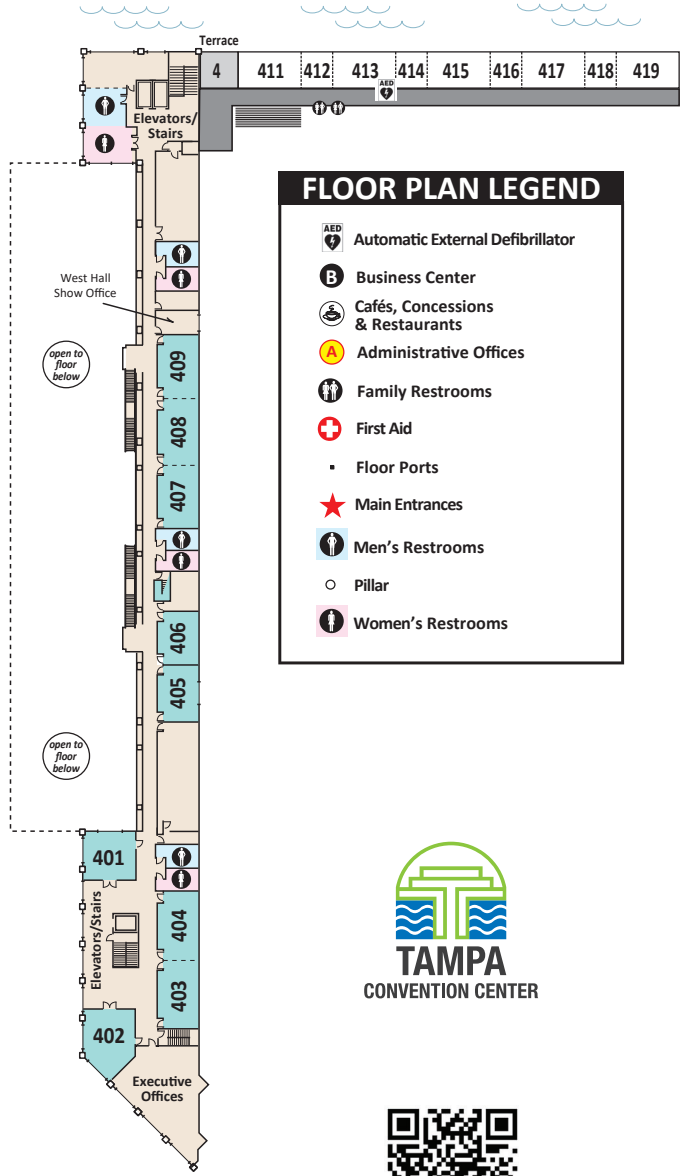 Terrace
4 411 412 413 414 415 416 417 418 419
AED
Elevators/
Stairs
FLOOR PLAN LEGEND
AED
Automatic External Defibrillator
B Business Center
Cafés, Concessions
& Restaurants
A Administrative Offices
Family Restrooms
First Aid
Floor Ports
Main Entrances
Men's Restrooms
Pillar
Women's Restrooms
West Hall
Show Office
open to
floor
below
409
408
407
406
405
open to
floor
below
401
Elevators/Stairs
404
403
402
Executive
Offices
TAMPA
CONVENTION CENTER